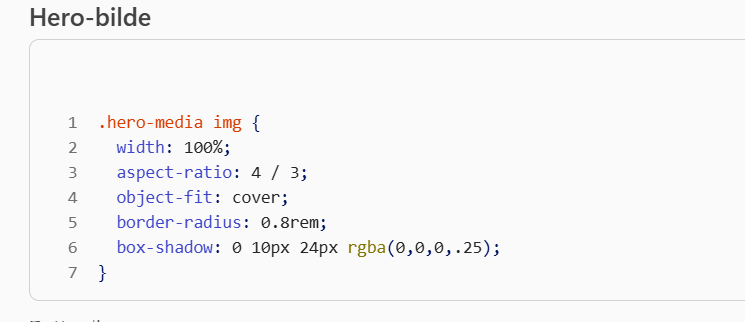 Hero-bilde
1 .hero-media img {
2   width: 100%;
3   aspect-ratio: 4 / 3;
4   object-fit: cover;
5   border-radius: 0.8rem;
6   box-shadow: 0 10px 24px rgba(0,0,0,.25);
7 }